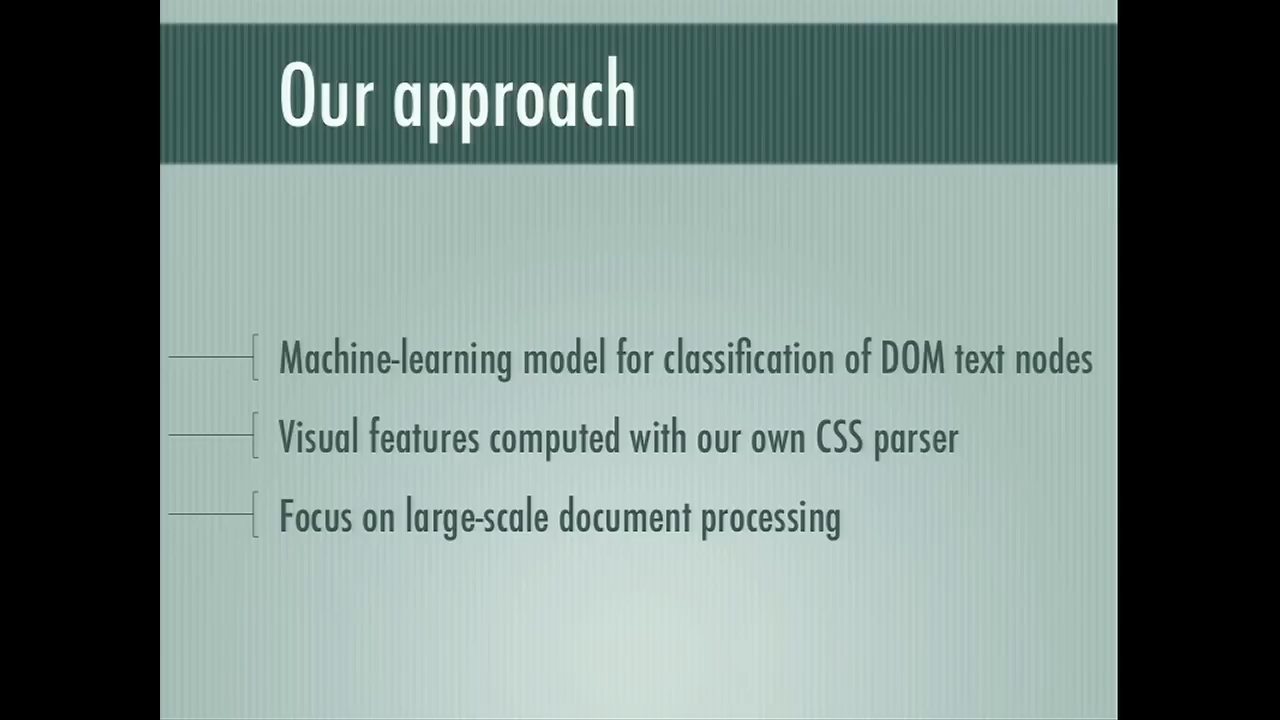 Our approach
Machine-learning model for classification of DOM text nodes
Visual features computed with our own CSS parser
Focus on large-scale document processing